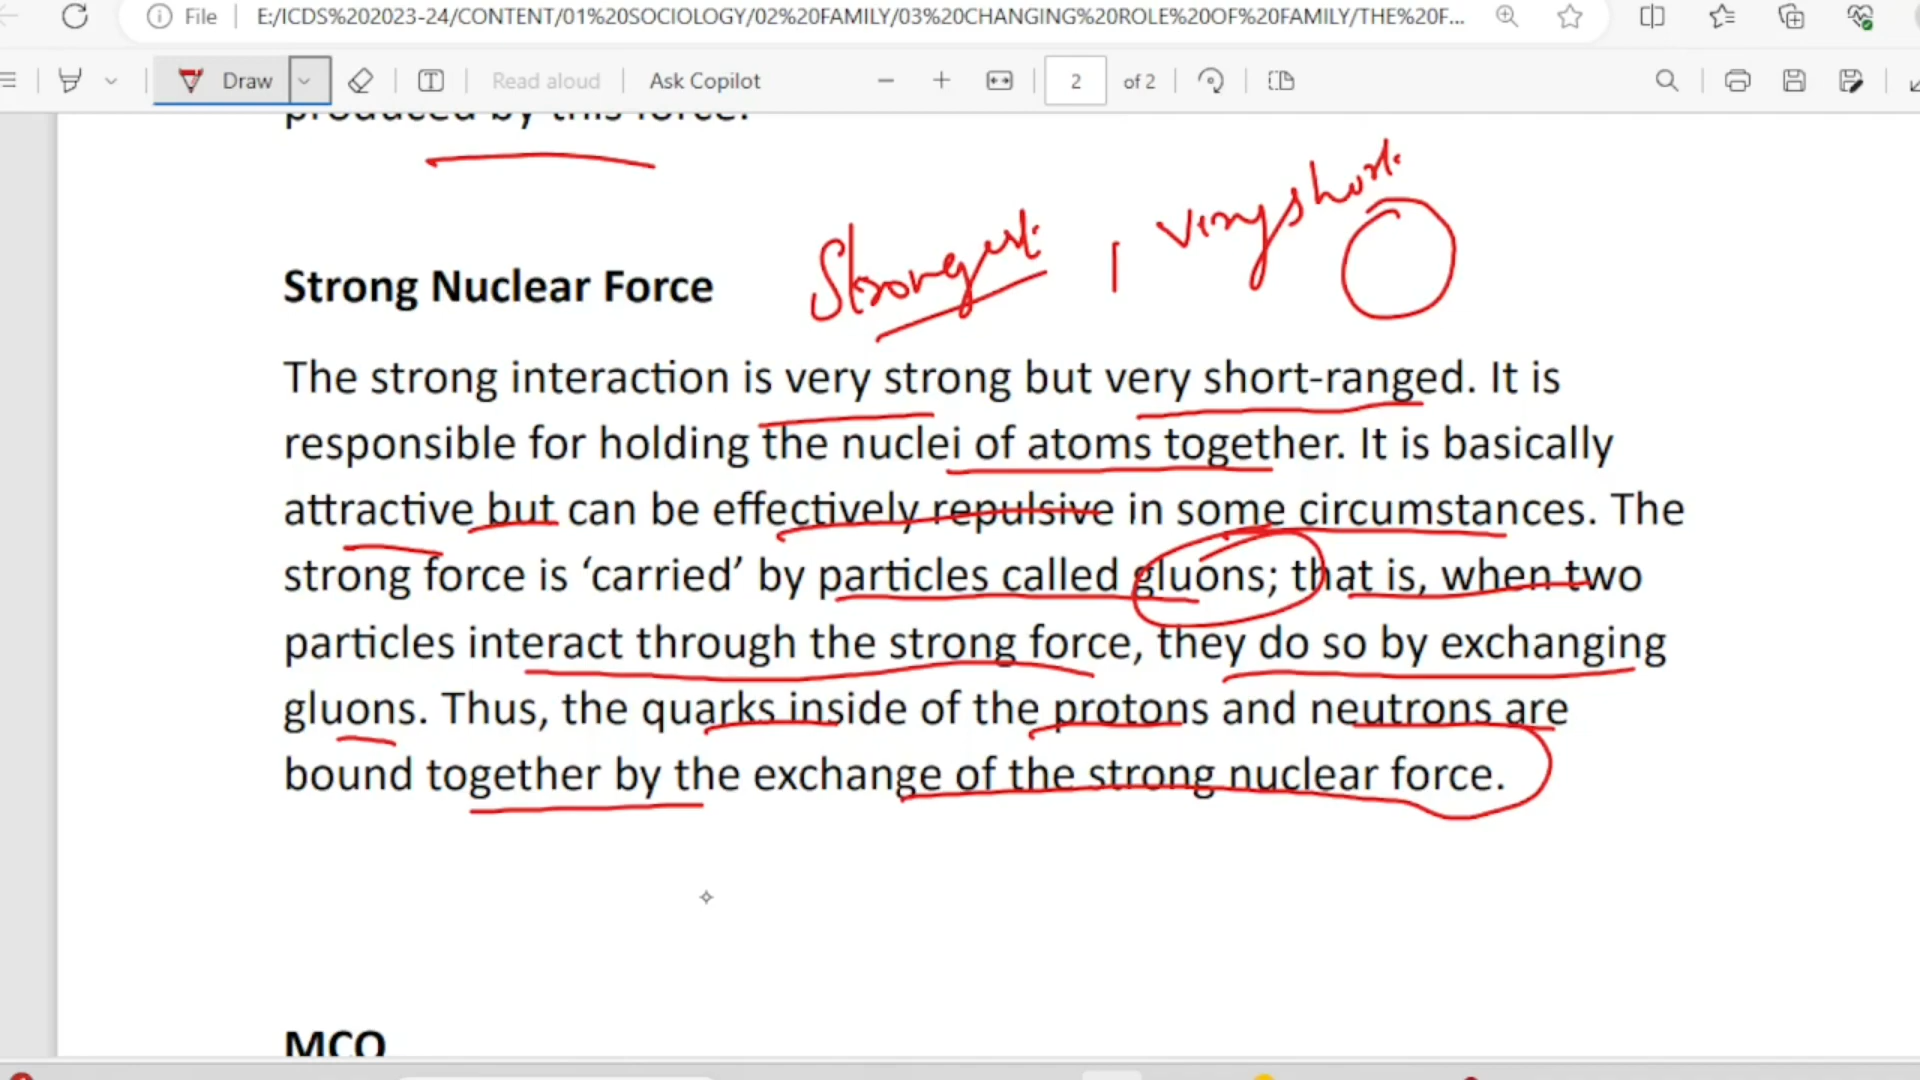 File
E:/ICDS%202023-24/CONTENT/01%20SOCIOLOGY/02%20FAMILY/03%20CHANGING%20ROLE%20OF%20FAMILY/THE%20F...
Draw
Read aloud
Ask Copilot
2 of 2
produced by this force.
Strongest | very short.
Strong Nuclear Force
The strong interaction is very strong but very short-ranged. It is
responsible for holding the nuclei of atoms together. It is basically
attractive but can be effectively repulsive in some circumstances. The
strong force is ‘carried’ by particles called gluons; that is, when two
particles interact through the strong force, they do so by exchanging
gluons. Thus, the quarks inside of the protons and neutrons are
bound together by the exchange of the strong nuclear force.
MCQ